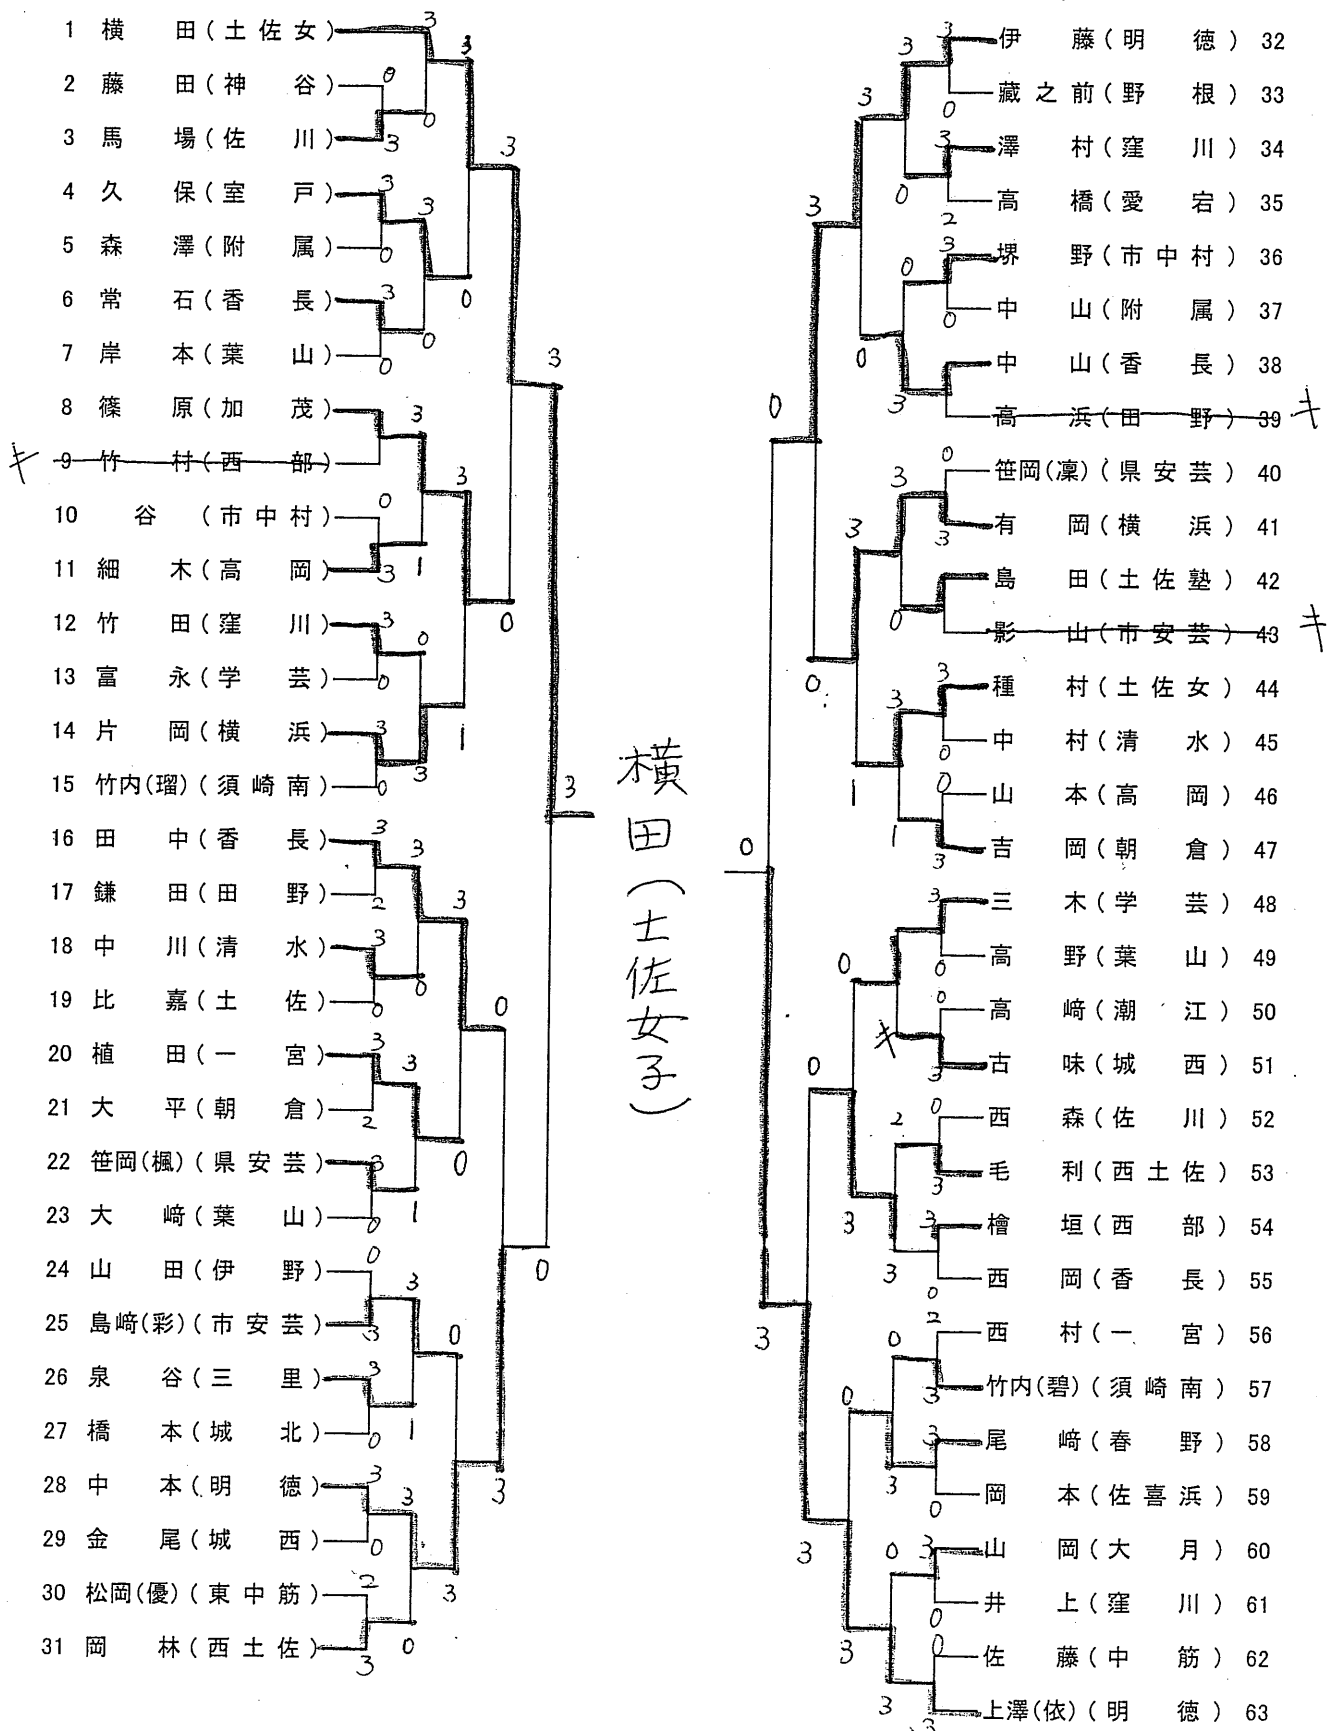 1 横田(土佐女)
2 藤田(神谷)
3 馬場(佐川)
4 久保(室戸)
5 森澤(附属)
6 常石(香長)
7 岸本(葉山)
8 篠原(加茂)
キ 9 竹村(西部)
10 谷(市中村)
11 細木(高岡)
12 竹田(窪川)
13 富永(学芸)
14 片岡(横浜)
15 竹内(瑠)(須崎南)
16 田中(香長)
17 鎌田(田野)
18 中川(清水)
19 比嘉(土佐)
20 植田(一宮)
21 大平(朝倉)
22 笹岡(楓)(県安芸)
23 大﨑(葉山)
24 山田(伊野)
25 島﨑(彩)(市安芸)
26 泉谷(三里)
27 橋本(城北)
28 中本(明徳)
29 金尾(城西)
30 松岡(優)(東中筋)
31 岡林(西土佐)
横田(土佐女子)
伊藤(明徳) 32
藏之前(野根) 33
澤村(窪川) 34
高橋(愛宕) 35
堺野(市中村) 36
中山(附属) 37
中山(香長) 38
高浜(田野) 39 キ
笹岡(凜)(県安芸) 40
有岡(横浜) 41
島田(土佐塾) 42
影山(市安芸) 43 キ
種村(土佐女) 44
中村(清水) 45
山本(高岡) 46
吉岡(朝倉) 47
三木(学芸) 48
高野(葉山) 49
高﨑(潮江) 50
キ 古味(城西) 51
西森(佐川) 52
毛利(西土佐) 53
檜垣(西部) 54
西岡(香長) 55
西村(一宮) 56
竹内(碧)(須崎南) 57
尾﨑(春野) 58
岡本(佐喜浜) 59
山岡(大月) 60
井上(窪川) 61
佐藤(中筋) 62
上澤(依)(明徳) 63